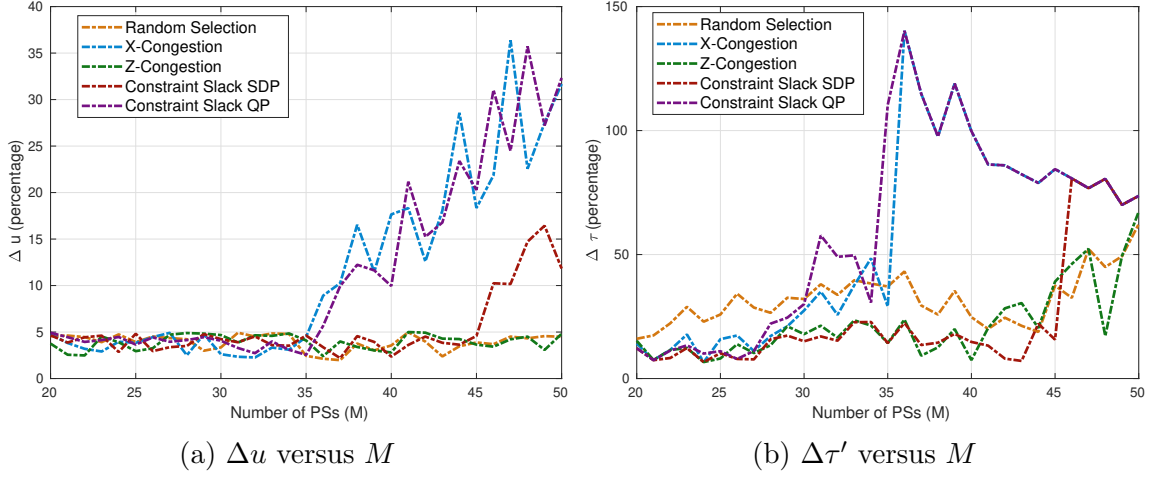 40
35
30
25
20
15
10
5
0
Δ u (percentage)
Random Selection
X-Congestion
Z-Congestion
Constraint Slack SDP
Constraint Slack QP
20 25 30 35 40 45 50
Number of PSs (M)
(a) Δu versus M
150
100
50
0
Δ τ (percentage)
Random Selection
X-Congestion
Z-Congestion
Constraint Slack SDP
Constraint Slack QP
20 25 30 35 40 45 50
Number of PSs (M)
(b) Δτ′ versus M